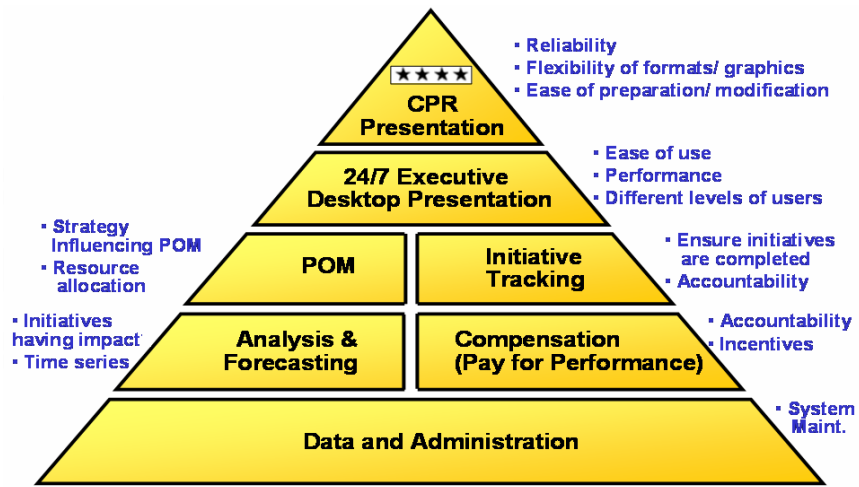 CPR
Presentation
▪ Reliability
▪ Flexibility of formats/ graphics
▪ Ease of preparation/ modification
24/7 Executive
Desktop Presentation
▪ Ease of use
▪ Performance
▪ Different levels of users
▪ Strategy
Influencing POM
▪ Resource
allocation
POM
Initiative
Tracking
▪ Ensure initiatives
are completed
▪ Accountability
▪ Initiatives
having impact
▪ Time series
Analysis &
Forecasting
Compensation
(Pay for Performance)
▪ Accountability
▪ Incentives
Data and Administration
▪ System
Maint.